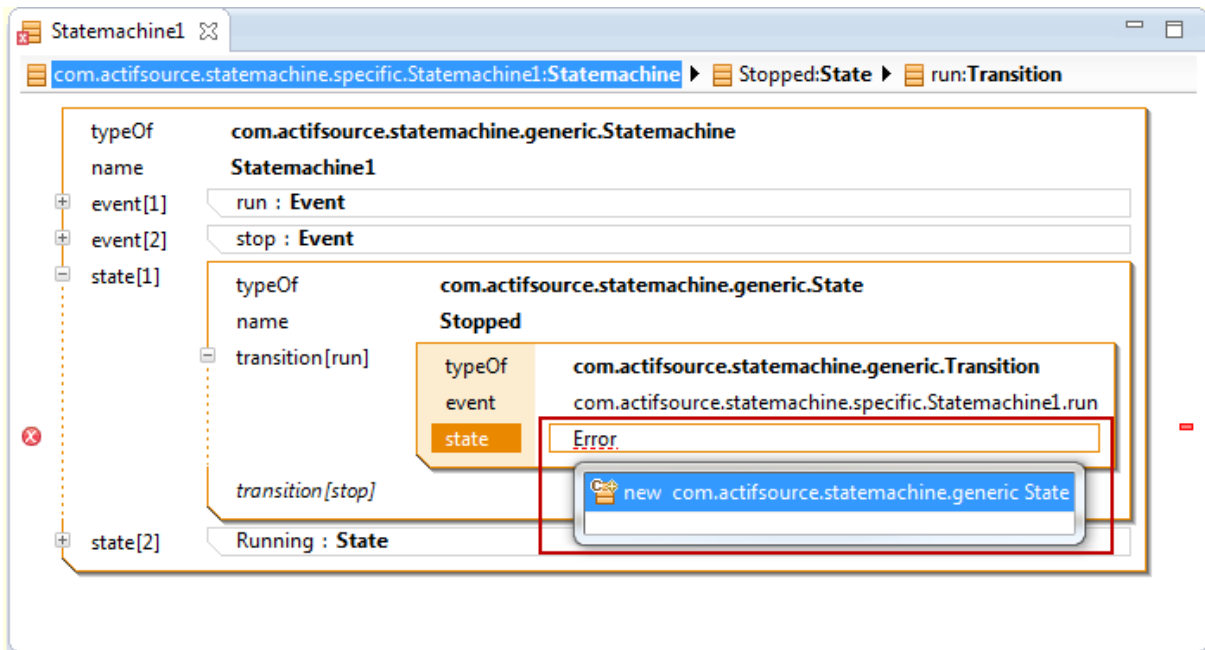 Statemachine1
com.actifsource.statemachine.specific.Statemachine1:Statemachine Stopped:State run:Transition
typeOf com.actifsource.statemachine.generic.Statemachine
name Statemachine1
event[1] run : Event
event[2] stop : Event
state[1]
typeOf com.actifsource.statemachine.generic.State
name Stopped
transition[run]
typeOf com.actifsource.statemachine.generic.Transition
event com.actifsource.statemachine.specific.Statemachine1.run
state Error
new com.actifsource.statemachine.generic State
transition[stop]
state[2] Running : State